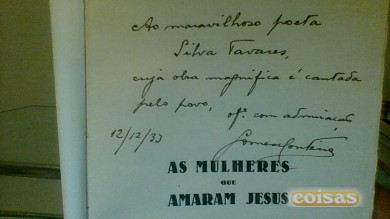 Ao maravilhoso poeta
Silva Tavares,
cuja obra magnifica é cantada
pelo povo, ofᵉ. com admiração
12/12/33
AS MULHERES
QUE
AMARAM JESUS
coisas